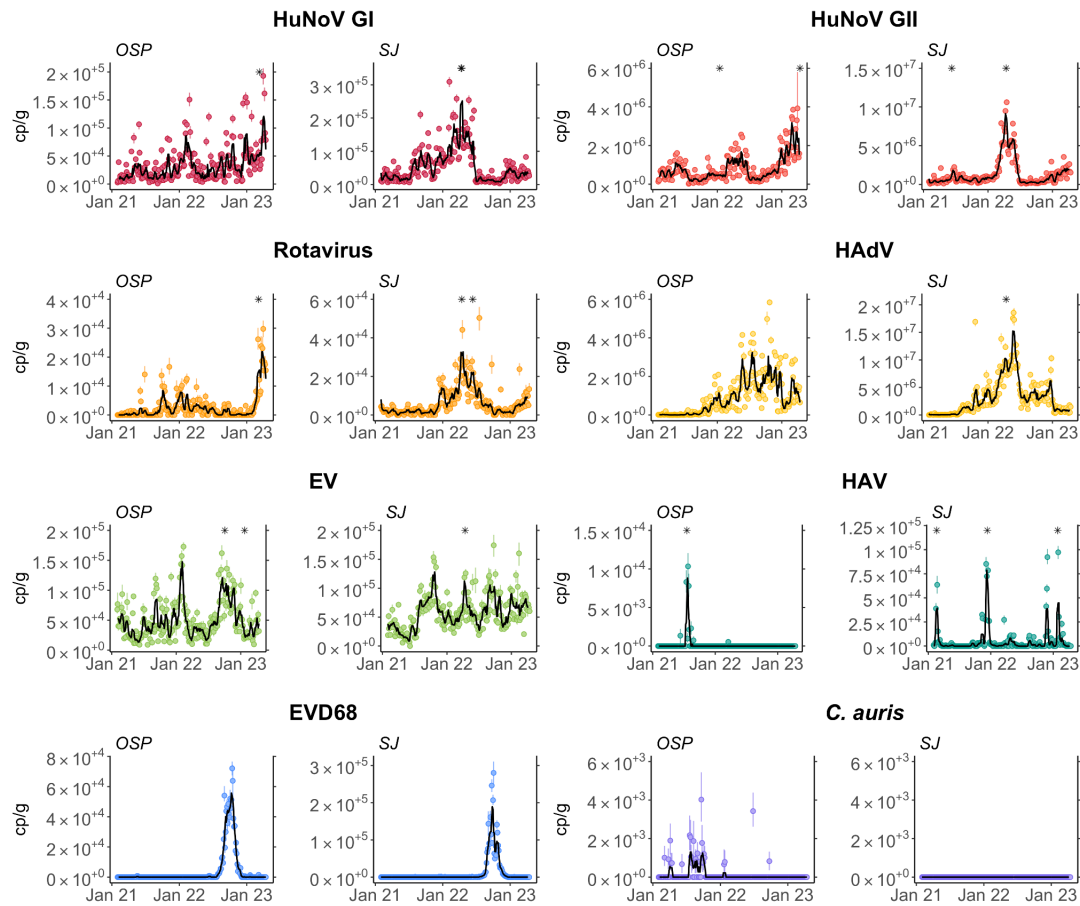 HuNoV GI HuNoV GII
OSP SJ OSP SJ
cp/g
2 × 10⁺⁵
2 × 10⁺⁵
1 × 10⁺⁵
5 × 10⁺⁴
0 × 10⁺⁰
Jan 21 Jan 22 Jan 23
3 × 10⁺⁵
2 × 10⁺⁵
1 × 10⁺⁵
0 × 10⁺⁰
Jan 21 Jan 22 Jan 23
cp/g
6 × 10⁺⁶
4 × 10⁺⁶
2 × 10⁺⁶
0 × 10⁺⁰
Jan 21 Jan 22 Jan 23
1.5 × 10⁺⁷
1 × 10⁺⁷
5 × 10⁺⁶
0 × 10⁺⁰
Jan 21 Jan 22 Jan 23
Rotavirus HAdV
OSP SJ OSP SJ
cp/g
4 × 10⁺⁴
3 × 10⁺⁴
2 × 10⁺⁴
1 × 10⁺⁴
0 × 10⁺⁰
Jan 21 Jan 22 Jan 23
6 × 10⁺⁴
4 × 10⁺⁴
2 × 10⁺⁴
0 × 10⁺⁰
Jan 21 Jan 22 Jan 23
cp/g
6 × 10⁺⁶
4 × 10⁺⁶
2 × 10⁺⁶
0 × 10⁺⁰
Jan 21 Jan 22 Jan 23
2 × 10⁺⁷
2 × 10⁺⁷
1 × 10⁺⁷
5 × 10⁺⁶
0 × 10⁺⁰
Jan 21 Jan 22 Jan 23
EV HAV
OSP SJ OSP SJ
cp/g
2 × 10⁺⁵
2 × 10⁺⁵
1 × 10⁺⁵
5 × 10⁺⁴
0 × 10⁺⁰
Jan 21 Jan 22 Jan 23
2 × 10⁺⁵
2 × 10⁺⁵
1 × 10⁺⁵
5 × 10⁺⁴
0 × 10⁺⁰
Jan 21 Jan 22 Jan 23
cp/g
1.5 × 10⁺⁴
1 × 10⁺⁴
5 × 10⁺³
0 × 10⁺⁰
Jan 21 Jan 22 Jan 23
1.25 × 10⁺⁵
1 × 10⁺⁵
7 × 10⁺⁴
5 × 10⁺⁴
2 × 10⁺⁴
0 × 10⁺⁰
Jan 21 Jan 22 Jan 23
EVD68 C. auris
OSP SJ OSP SJ
cp/g
8 × 10⁺⁴
6 × 10⁺⁴
4 × 10⁺⁴
2 × 10⁺⁴
0 × 10⁺⁰
Jan 21 Jan 22 Jan 23
3 × 10⁺⁵
2 × 10⁺⁵
1 × 10⁺⁵
0 × 10⁺⁰
Jan 21 Jan 22 Jan 23
cp/g
6 × 10⁺³
4 × 10⁺³
2 × 10⁺³
0 × 10⁺⁰
Jan 21 Jan 22 Jan 23
6 × 10⁺³
4 × 10⁺³
2 × 10⁺³
0 × 10⁺⁰
Jan 21 Jan 22 Jan 23